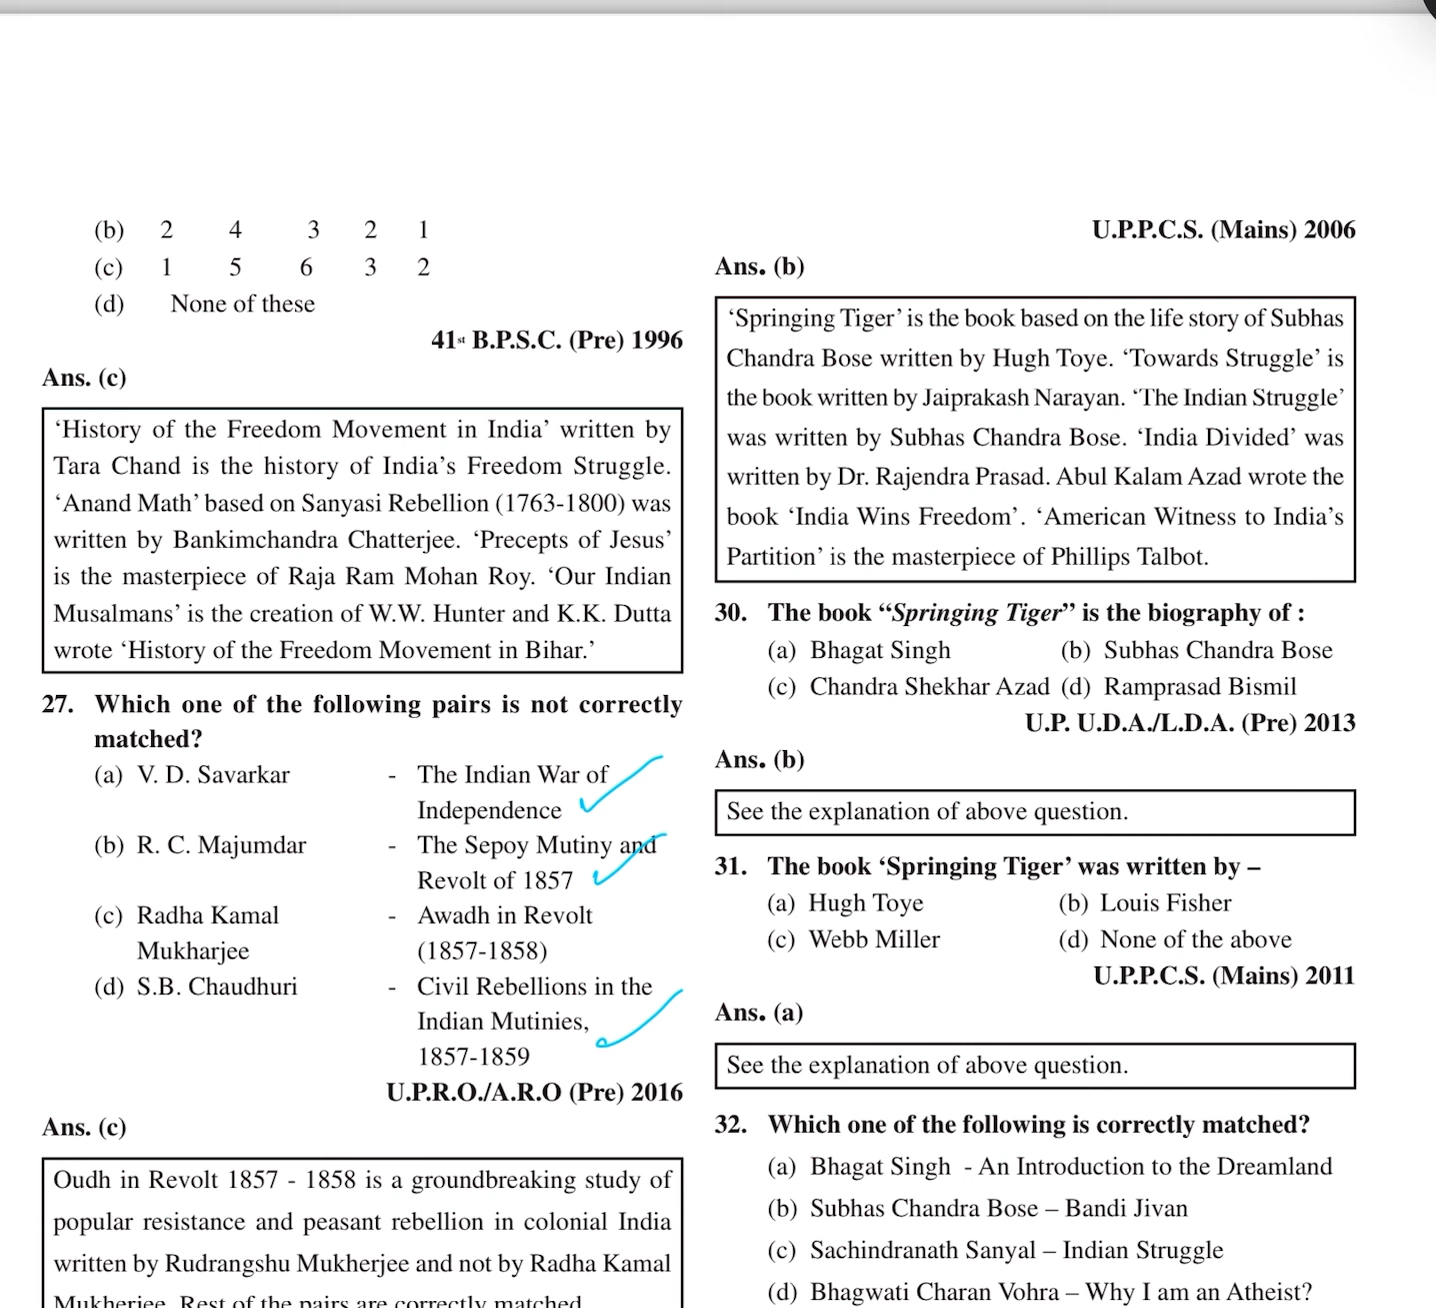 (b) 2 4 3 2 1
(c) 1 5 6 3 2
(d) None of these
41st B.P.S.C. (Pre) 1996
Ans. (c)
‘History of the Freedom Movement in India’ written by
Tara Chand is the history of India’s Freedom Struggle.
‘Anand Math’ based on Sanyasi Rebellion (1763-1800) was
written by Bankimchandra Chatterjee. ‘Precepts of Jesus’
is the masterpiece of Raja Ram Mohan Roy. ‘Our Indian
Musalmans’ is the creation of W.W. Hunter and K.K. Dutta
wrote ‘History of the Freedom Movement in Bihar.’
27. Which one of the following pairs is not correctly
matched?
(a) V. D. Savarkar - The Indian War of
Independence
(b) R. C. Majumdar - The Sepoy Mutiny and
Revolt of 1857
(c) Radha Kamal - Awadh in Revolt
Mukharjee (1857-1858)
(d) S.B. Chaudhuri - Civil Rebellions in the
Indian Mutinies,
1857-1859
U.P.R.O./A.R.O (Pre) 2016
Ans. (c)
Oudh in Revolt 1857 - 1858 is a groundbreaking study of
popular resistance and peasant rebellion in colonial India
written by Rudrangshu Mukherjee and not by Radha Kamal
Mukherjee. Rest of the pairs are correctly matched.
U.P.P.C.S. (Mains) 2006
Ans. (b)
‘Springing Tiger’ is the book based on the life story of Subhas
Chandra Bose written by Hugh Toye. ‘Towards Struggle’ is
the book written by Jaiprakash Narayan. ‘The Indian Struggle’
was written by Subhas Chandra Bose. ‘India Divided’ was
written by Dr. Rajendra Prasad. Abul Kalam Azad wrote the
book ‘India Wins Freedom’. ‘American Witness to India’s
Partition’ is the masterpiece of Phillips Talbot.
30. The book “Springing Tiger” is the biography of :
(a) Bhagat Singh (b) Subhas Chandra Bose
(c) Chandra Shekhar Azad (d) Ramprasad Bismil
U.P. U.D.A./L.D.A. (Pre) 2013
Ans. (b)
See the explanation of above question.
31. The book ‘Springing Tiger’ was written by –
(a) Hugh Toye (b) Louis Fisher
(c) Webb Miller (d) None of the above
U.P.P.C.S. (Mains) 2011
Ans. (a)
See the explanation of above question.
32. Which one of the following is correctly matched?
(a) Bhagat Singh - An Introduction to the Dreamland
(b) Subhas Chandra Bose – Bandi Jivan
(c) Sachindranath Sanyal – Indian Struggle
(d) Bhagwati Charan Vohra – Why I am an Atheist?